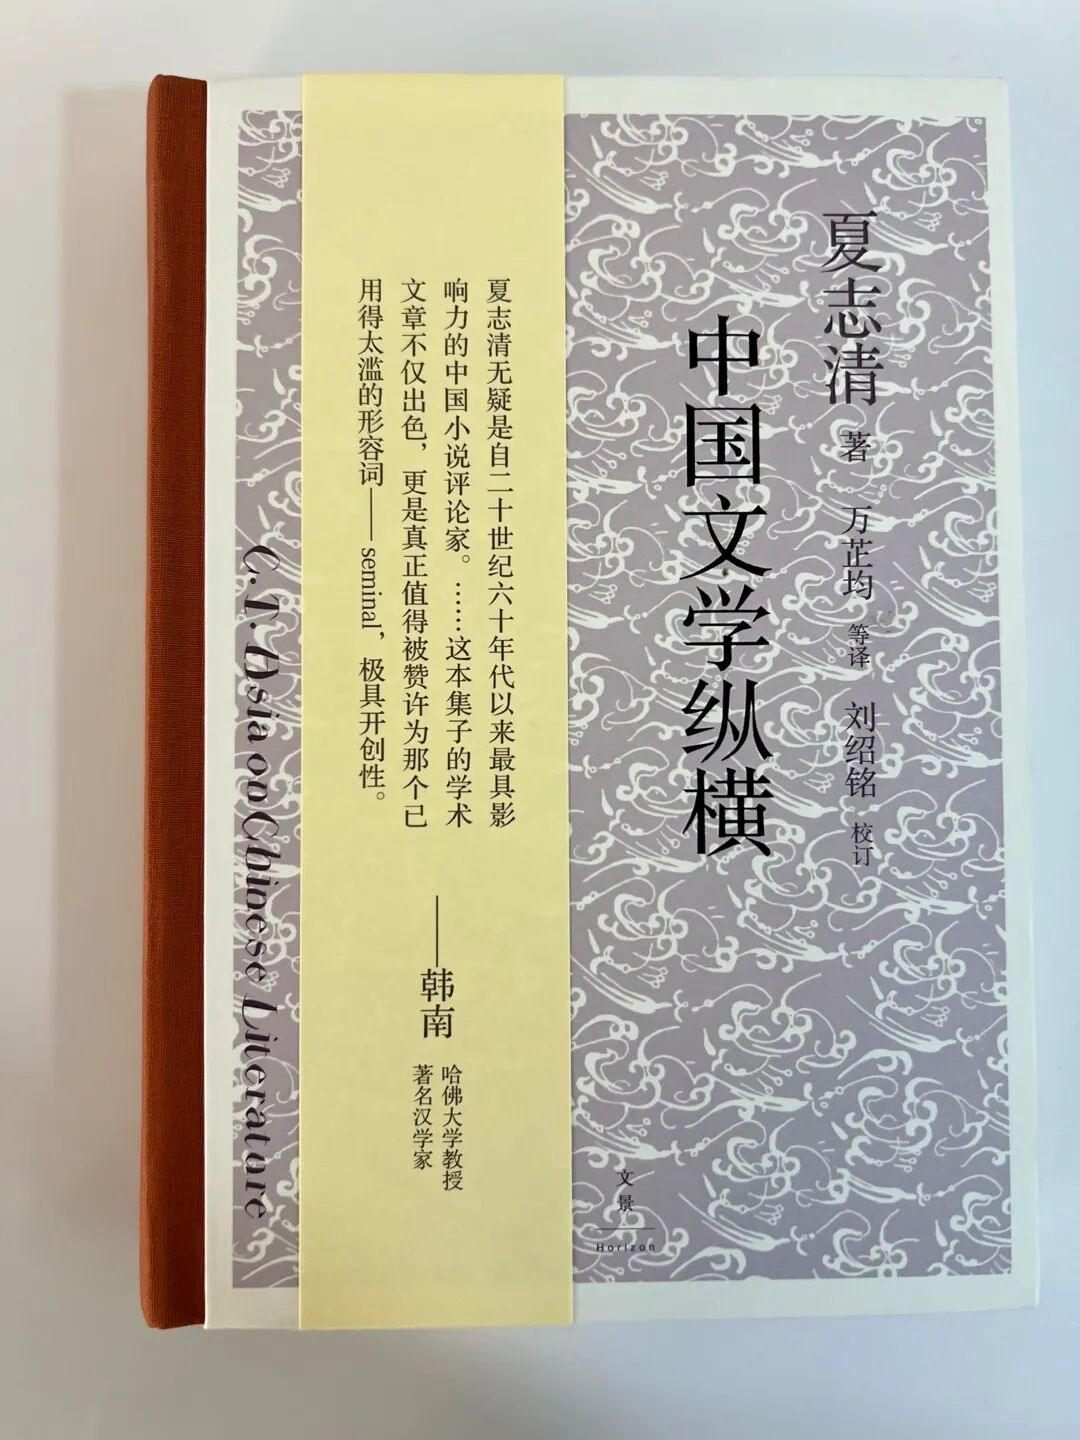 夏志清 著 万芷均 等译 刘绍铭 校订
中国文学纵横
文景
Horizon
夏志清无疑是自二十世纪六十年代以来最具影
响力的中国小说评论家。……这本集子的学术
文章不仅出色，更是真正值得被赞许为那个已
用得太滥的形容词——seminal，极具开创性。
——韩南
哈佛大学教授
著名汉学家
C. T. Hsia on Chinese Literature